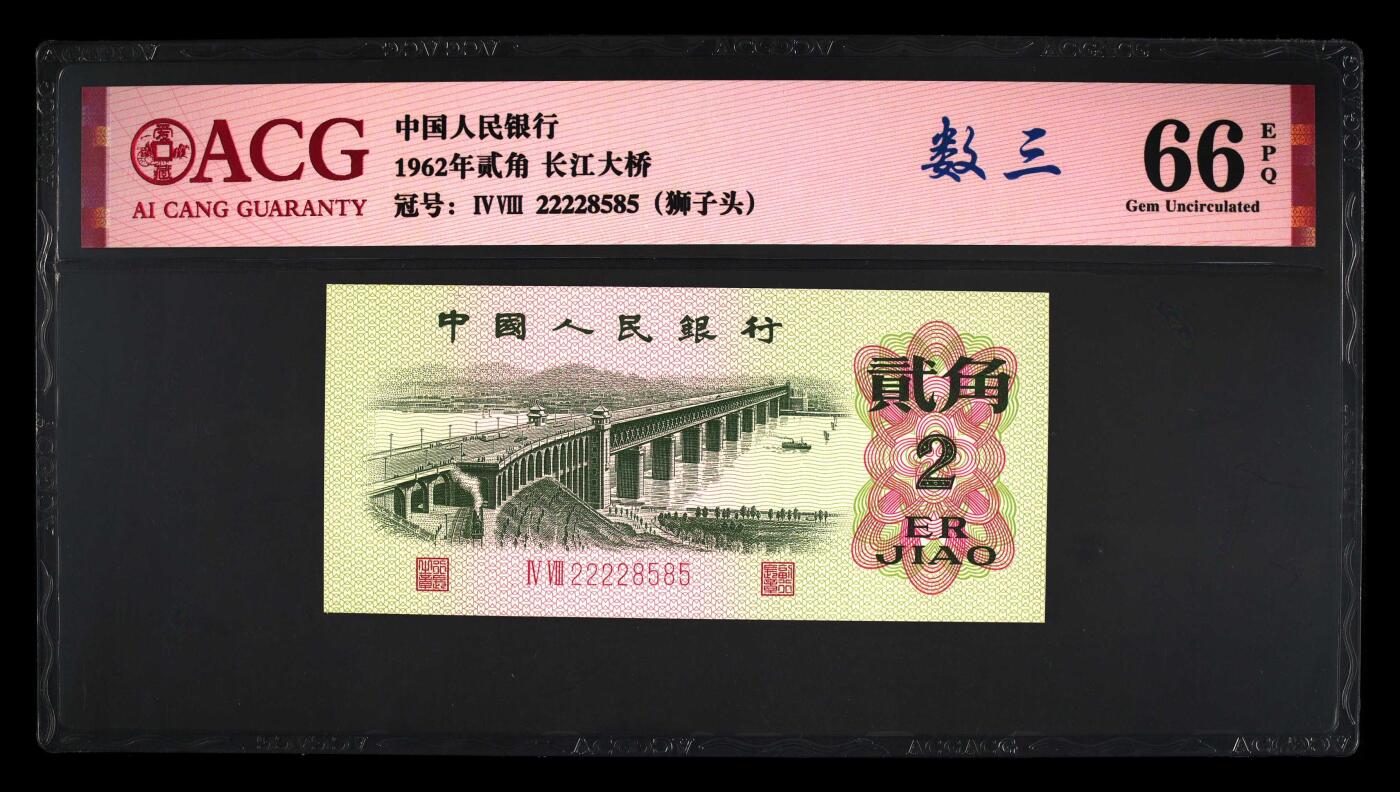 ACG
AI CANG GUARANTY
中国人民银行
1962年贰角 长江大桥
冠号：ⅣⅧ 22228585（狮子头）
数三
66
EPQ
Gem Uncirculated
中國人民銀行
貳角
2
ER
JIAO
ⅣⅧ 22228585